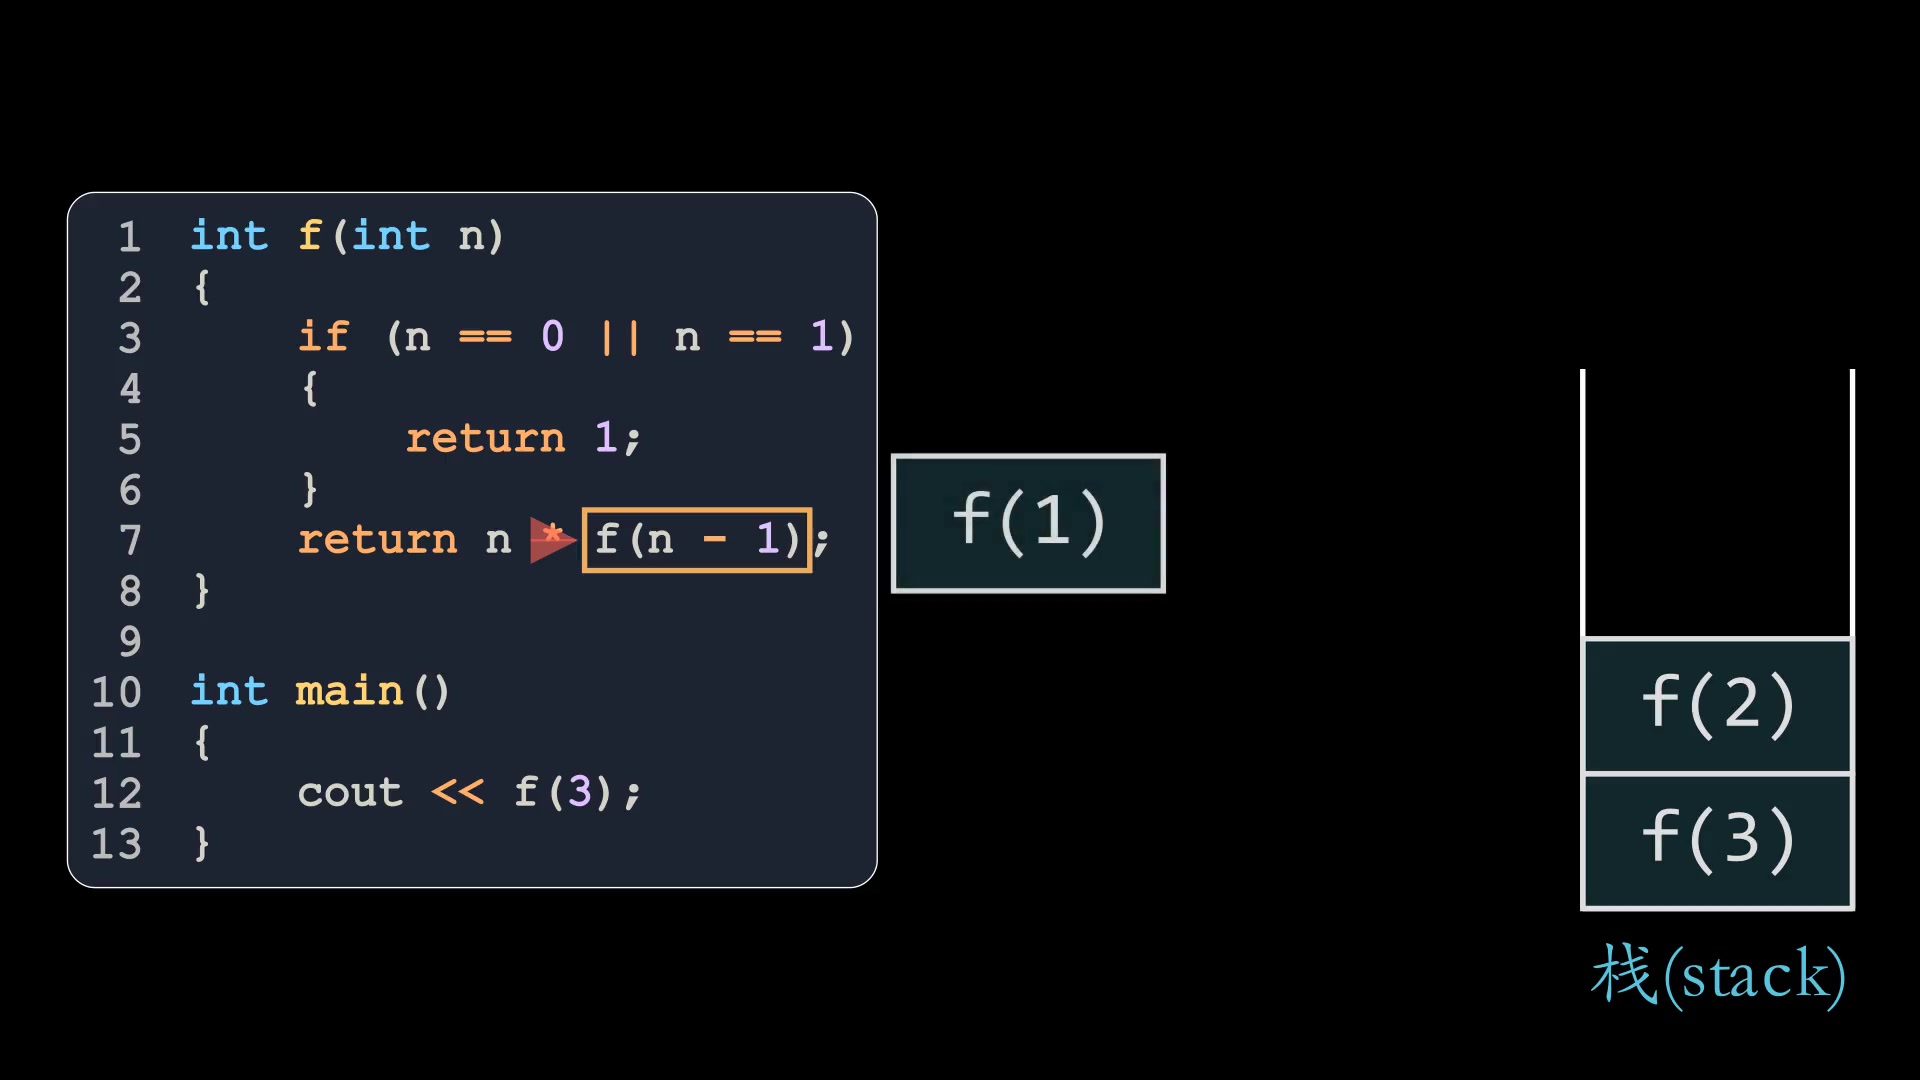 1 int f(int n)
2 {
3 if (n == 0 || n == 1)
4 {
5 return 1;
6 }
7 return n * f(n - 1);
8 }
9
10 int main()
11 {
12 cout << f(3);
13 }
f(1)
f(2)
f(3)
栈(stack)